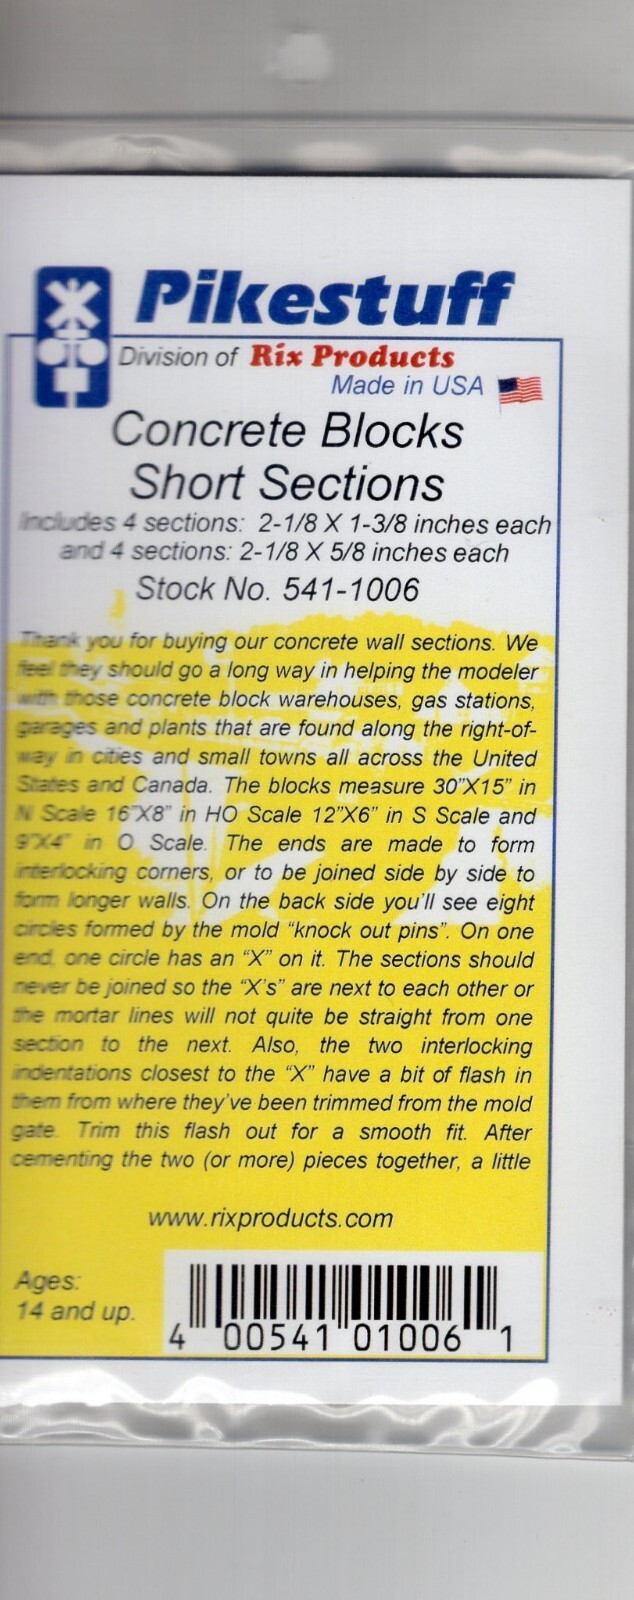 Pikestuff
Division of Rix Products
Made in USA
Concrete Blocks
Short Sections
Includes 4 sections: 2-1/8 X 1-3/8 inches each
and 4 sections: 2-1/8 X 5/8 inches each
Stock No. 541-1006
Thank you for buying our concrete wall sections. We
feel they should go a long way in helping the modeler
with those concrete block warehouses, gas stations,
garages and plants that are found along the right-of-
way in cities and small towns all across the United
States and Canada. The blocks measure 30"X15" in
N Scale 16"X8" in HO Scale 12"X6" in S Scale and
9"X4" in O Scale. The ends are made to form
interlocking corners, or to be joined side by side to
form longer walls. On the back side you'll see eight
circles formed by the mold "knock out pins". On one
end, one circle has an "X" on it. The sections should
never be joined so the "X's" are next to each other or
the mortar lines will not quite be straight from one
section to the next. Also, the two interlocking
indentations closest to the "X" have a bit of flash in
them from where they've been trimmed from the mold
gate. Trim this flash out for a smooth fit. After
cementing the two (or more) pieces together, a little
www.rixproducts.com
Ages:
14 and up.
4 00541 01006 1